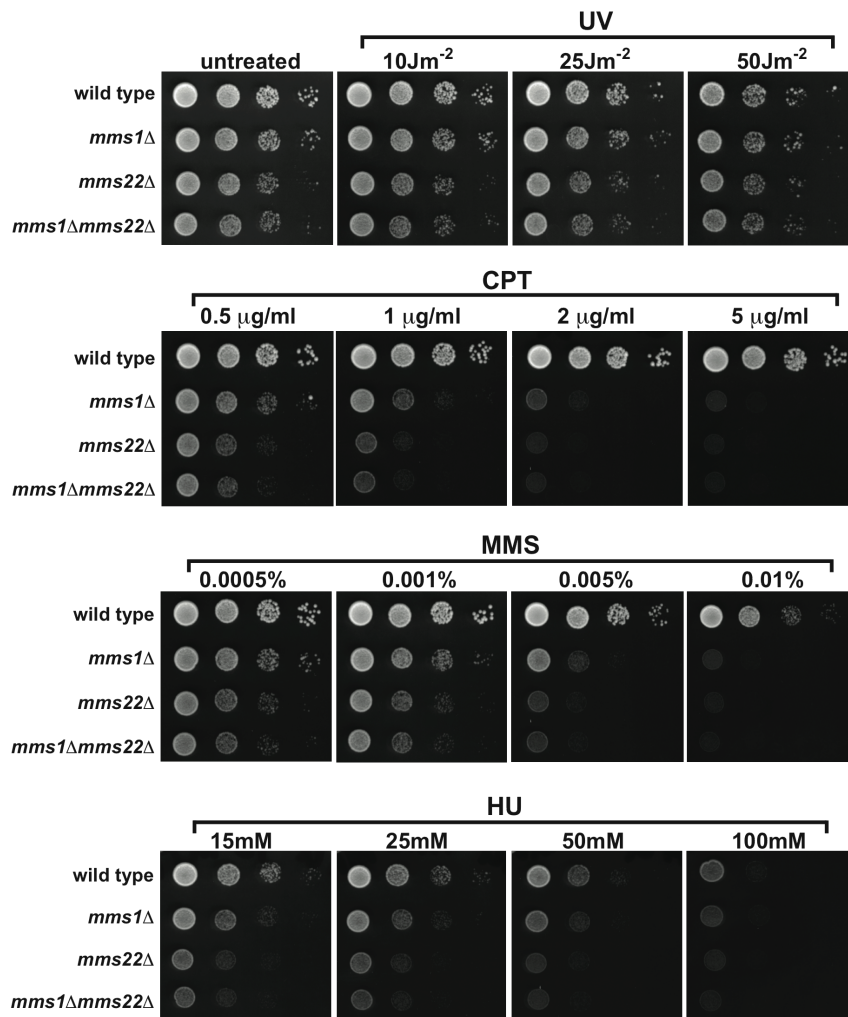 UV
untreated 10Jm⁻² 25Jm⁻² 50Jm⁻²
wild type
mms1Δ
mms22Δ
mms1Δmms22Δ
CPT
0.5 µg/ml 1 µg/ml 2 µg/ml 5 µg/ml
wild type
mms1Δ
mms22Δ
mms1Δmms22Δ
MMS
0.0005% 0.001% 0.005% 0.01%
wild type
mms1Δ
mms22Δ
mms1Δmms22Δ
HU
15mM 25mM 50mM 100mM
wild type
mms1Δ
mms22Δ
mms1Δmms22Δ